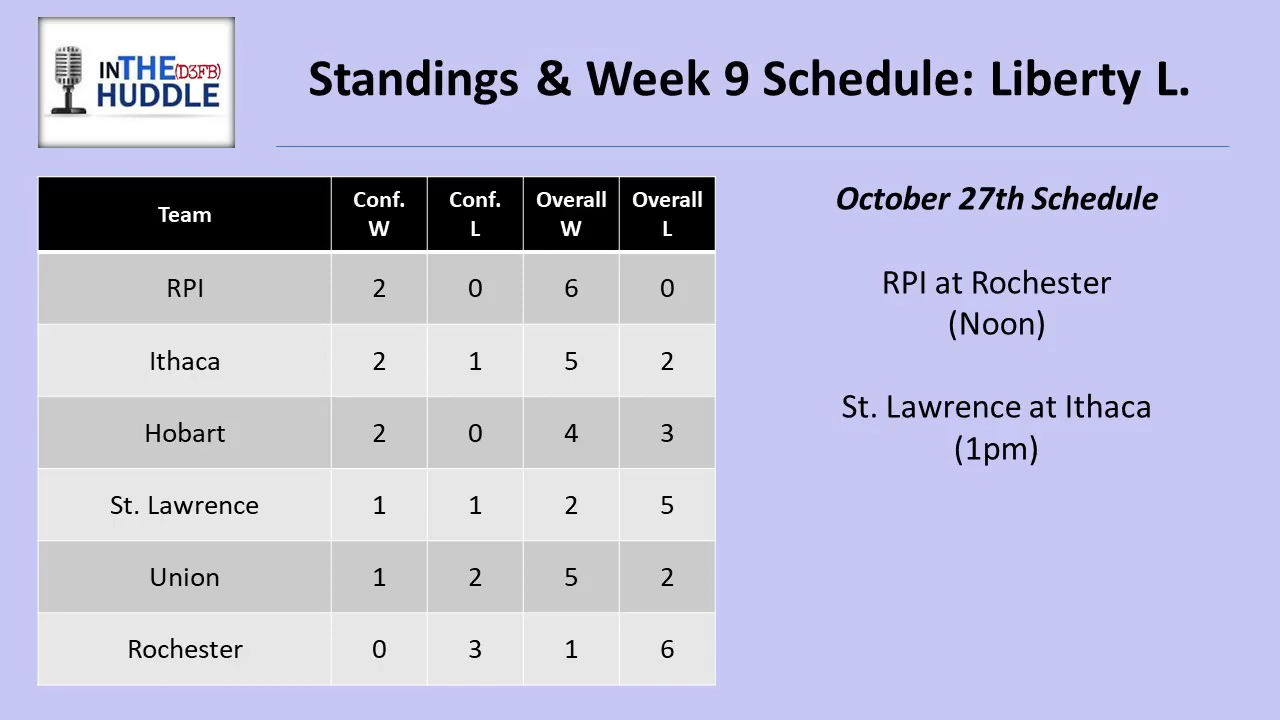 INTHE(D3FB)
HUDDLE
Standings & Week 9 Schedule: Liberty L.
Team Conf. W Conf. L Overall W Overall L
RPI 2 0 6 0
Ithaca 2 1 5 2
Hobart 2 0 4 3
St. Lawrence 1 1 2 5
Union 1 2 5 2
Rochester 0 3 1 6
October 27th Schedule
RPI at Rochester
(Noon)
St. Lawrence at Ithaca
(1pm)